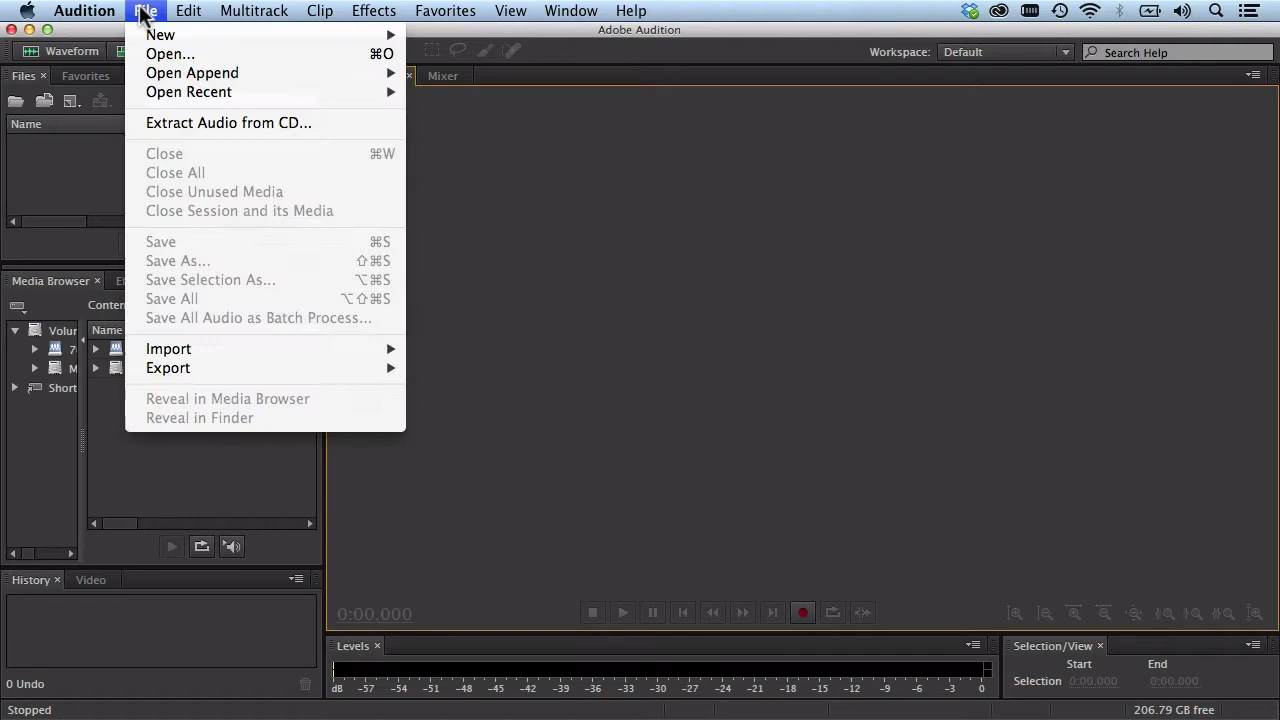 Audition File Edit Multitrack Clip Effects Favorites View Window Help
Adobe Audition
Waveform
Workspace: Default
Search Help
Files Favorites
Mixer
Name
New
Open... ⌘O
Open Append
Open Recent
Extract Audio from CD...
Close ⌘W
Close All
Close Unused Media
Close Session and its Media
Save ⌘S
Save As... ⇧⌘S
Save Selection As... ⌥⌘S
Save All ⌥⇧⌘S
Save All Audio as Batch Process...
Import
Export
Reveal in Media Browser
Reveal in Finder
Media Browser
Name
History Video
0 Undo
Stopped
0:00.000
Levels
dB -57 -54 -51 -48 -45 -42 -39 -36 -33 -30 -27 -24 -21 -18 -15 -12 -9 -6 -3 0
Selection/View
Start End
Selection 0:00.000 0:00.000
206.79 GB free